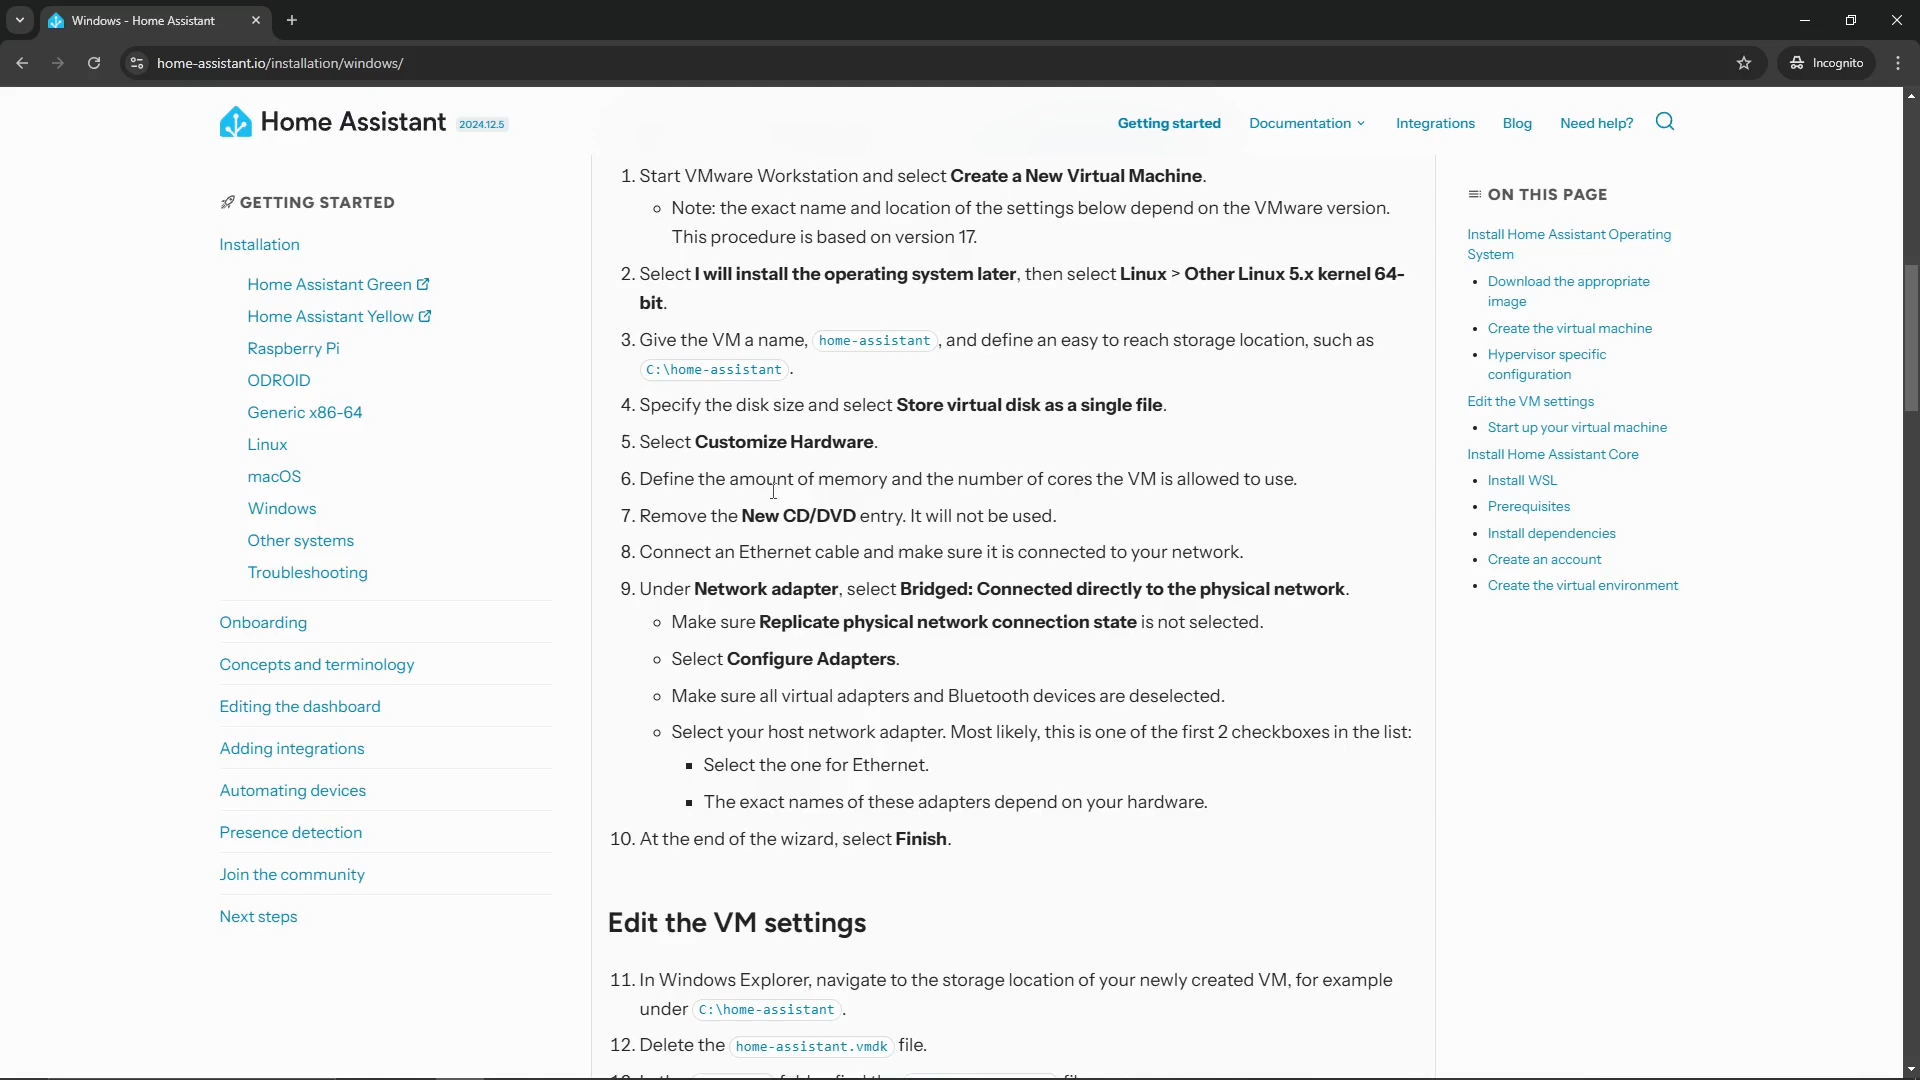 Windows - Home Assistant
home-assistant.io/installation/windows/
Incognito
Home Assistant 2024.12.5
Getting started
Documentation
Integrations
Blog
Need help?
GETTING STARTED
Installation
Home Assistant Green
Home Assistant Yellow
Raspberry Pi
ODROID
Generic x86-64
Linux
macOS
Windows
Other systems
Troubleshooting
Onboarding
Concepts and terminology
Editing the dashboard
Adding integrations
Automating devices
Presence detection
Join the community
Next steps
1. Start VMware Workstation and select Create a New Virtual Machine.
Note: the exact name and location of the settings below depend on the VMware version.
This procedure is based on version 17.
2. Select I will install the operating system later, then select Linux > Other Linux 5.x kernel 64-
bit.
3. Give the VM a name, home-assistant, and define an easy to reach storage location, such as
C:\home-assistant.
4. Specify the disk size and select Store virtual disk as a single file.
5. Select Customize Hardware.
6. Define the amount of memory and the number of cores the VM is allowed to use.
7. Remove the New CD/DVD entry. It will not be used.
8. Connect an Ethernet cable and make sure it is connected to your network.
9. Under Network adapter, select Bridged: Connected directly to the physical network.
Make sure Replicate physical network connection state is not selected.
Select Configure Adapters.
Make sure all virtual adapters and Bluetooth devices are deselected.
Select your host network adapter. Most likely, this is one of the first 2 checkboxes in the list:
Select the one for Ethernet.
The exact names of these adapters depend on your hardware.
10. At the end of the wizard, select Finish.
Edit the VM settings
11. In Windows Explorer, navigate to the storage location of your newly created VM, for example
under C:\home-assistant.
12. Delete the home-assistant.vmdk file.
ON THIS PAGE
Install Home Assistant Operating
System
Download the appropriate
image
Create the virtual machine
Hypervisor specific
configuration
Edit the VM settings
Start up your virtual machine
Install Home Assistant Core
Install WSL
Prerequisites
Install dependencies
Create an account
Create the virtual environment